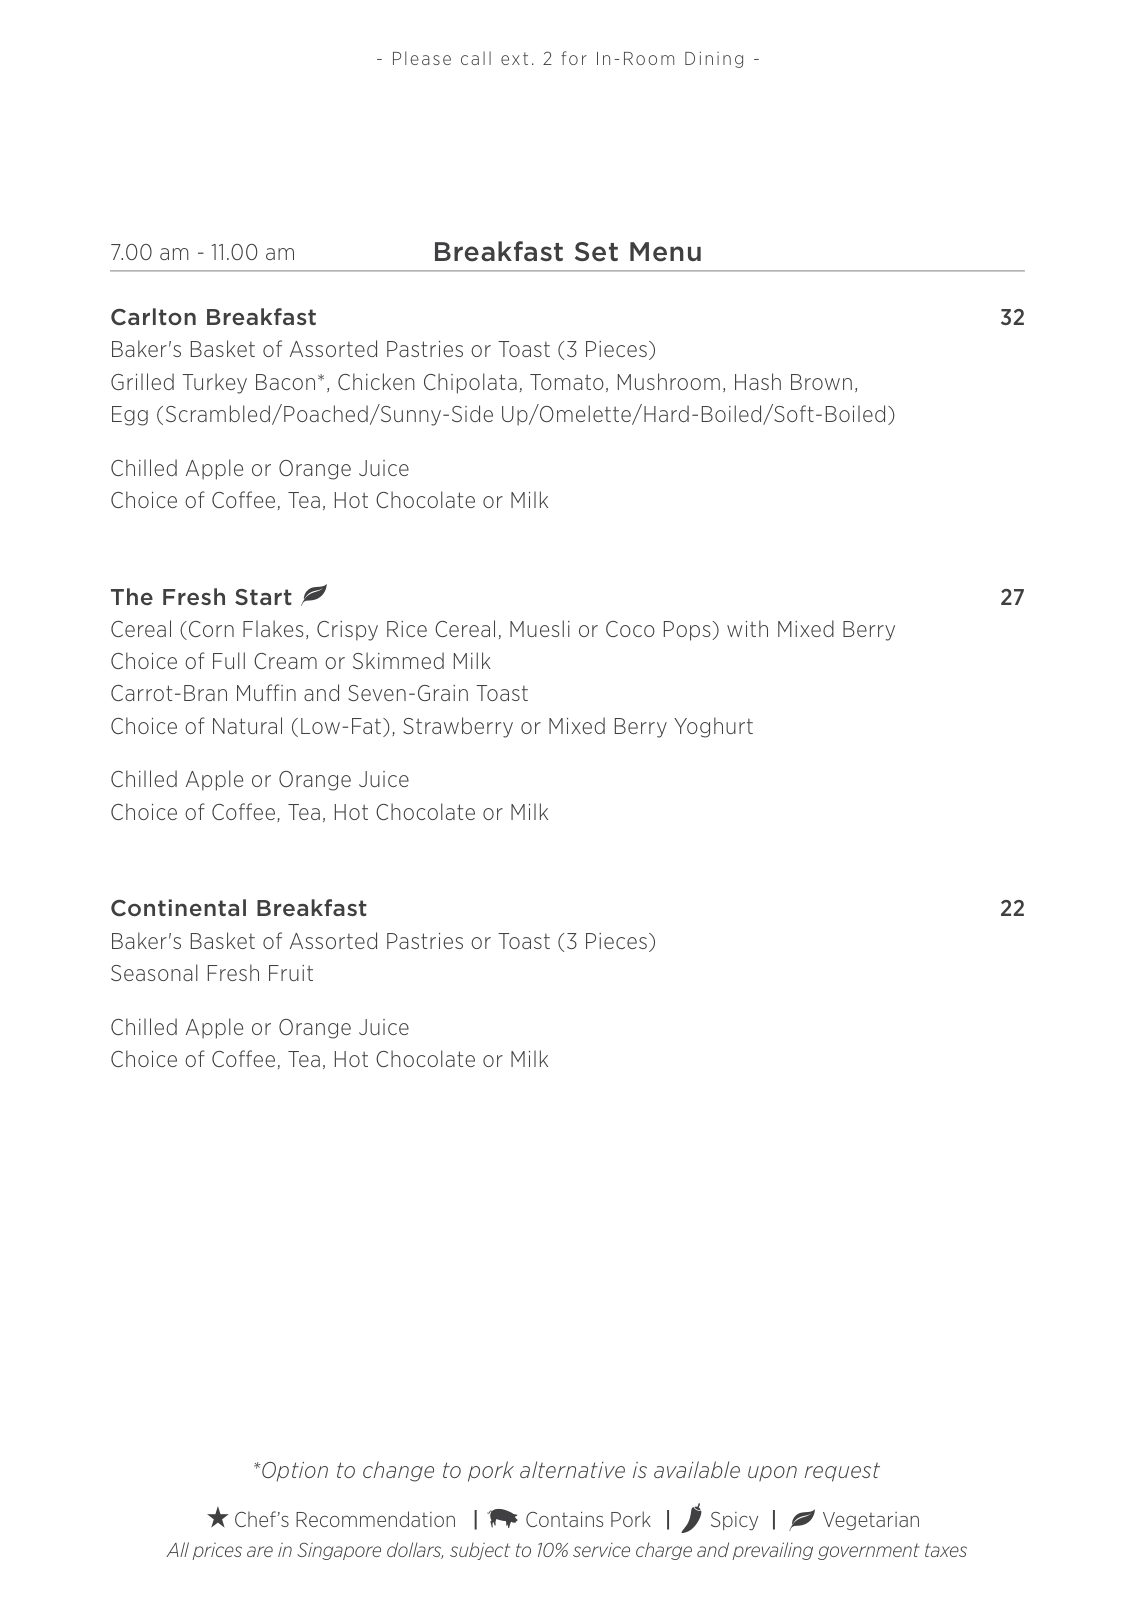 - Please call ext. 2 for In-Room Dining -
7.00 am - 11.00 am Breakfast Set Menu
Carlton Breakfast 32
Baker's Basket of Assorted Pastries or Toast (3 Pieces)
Grilled Turkey Bacon*, Chicken Chipolata, Tomato, Mushroom, Hash Brown,
Egg (Scrambled/Poached/Sunny-Side Up/Omelette/Hard-Boiled/Soft-Boiled)
Chilled Apple or Orange Juice
Choice of Coffee, Tea, Hot Chocolate or Milk
The Fresh Start 27
Cereal (Corn Flakes, Crispy Rice Cereal, Muesli or Coco Pops) with Mixed Berry
Choice of Full Cream or Skimmed Milk
Carrot-Bran Muffin and Seven-Grain Toast
Choice of Natural (Low-Fat), Strawberry or Mixed Berry Yoghurt
Chilled Apple or Orange Juice
Choice of Coffee, Tea, Hot Chocolate or Milk
Continental Breakfast 22
Baker's Basket of Assorted Pastries or Toast (3 Pieces)
Seasonal Fresh Fruit
Chilled Apple or Orange Juice
Choice of Coffee, Tea, Hot Chocolate or Milk
*Option to change to pork alternative is available upon request
★ Chef’s Recommendation | Contains Pork | Spicy | Vegetarian
All prices are in Singapore dollars, subject to 10% service charge and prevailing government taxes